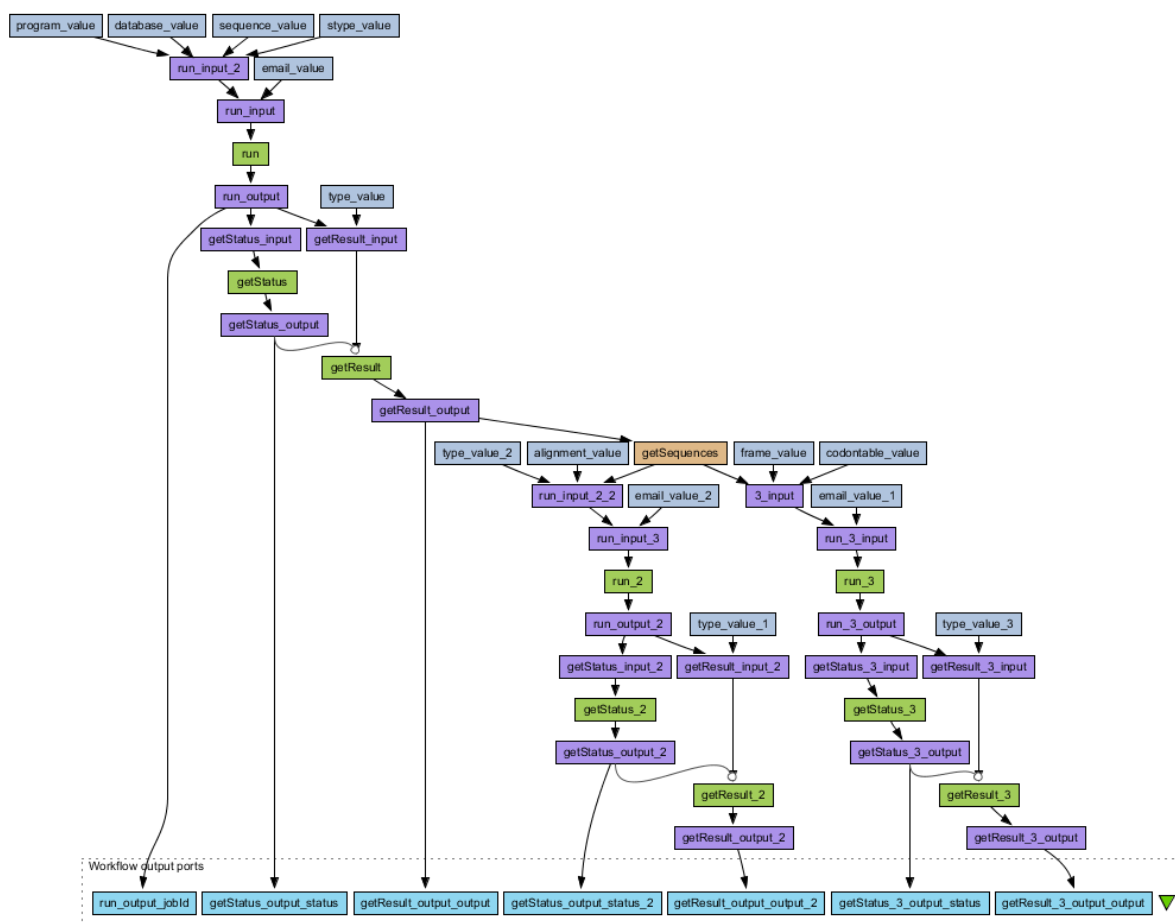 program_value database_value sequence_value stype_value
run_input_2 email_value
run_input
run
run_output type_value
getStatus_input getResult_input
getStatus
getStatus_output
getResult
getResult_output
type_value_2 alignment_value getSequences frame_value codontable_value
run_input_2_2 email_value_2 3_input email_value_1
run_input_3 run_3_input
run_2 run_3
run_output_2 type_value_1 run_3_output type_value_3
getStatus_input_2 getResult_input_2 getStatus_3_input getResult_3_input
getStatus_2 getStatus_3
getStatus_output_2 getStatus_3_output
getResult_2 getResult_3
getResult_output_2 getResult_3_output
Workflow output ports
run_output_jobId getStatus_output_status getResult_output_output getStatus_output_status_2 getResult_output_output_2 getStatus_3_output_status getResult_3_output_output